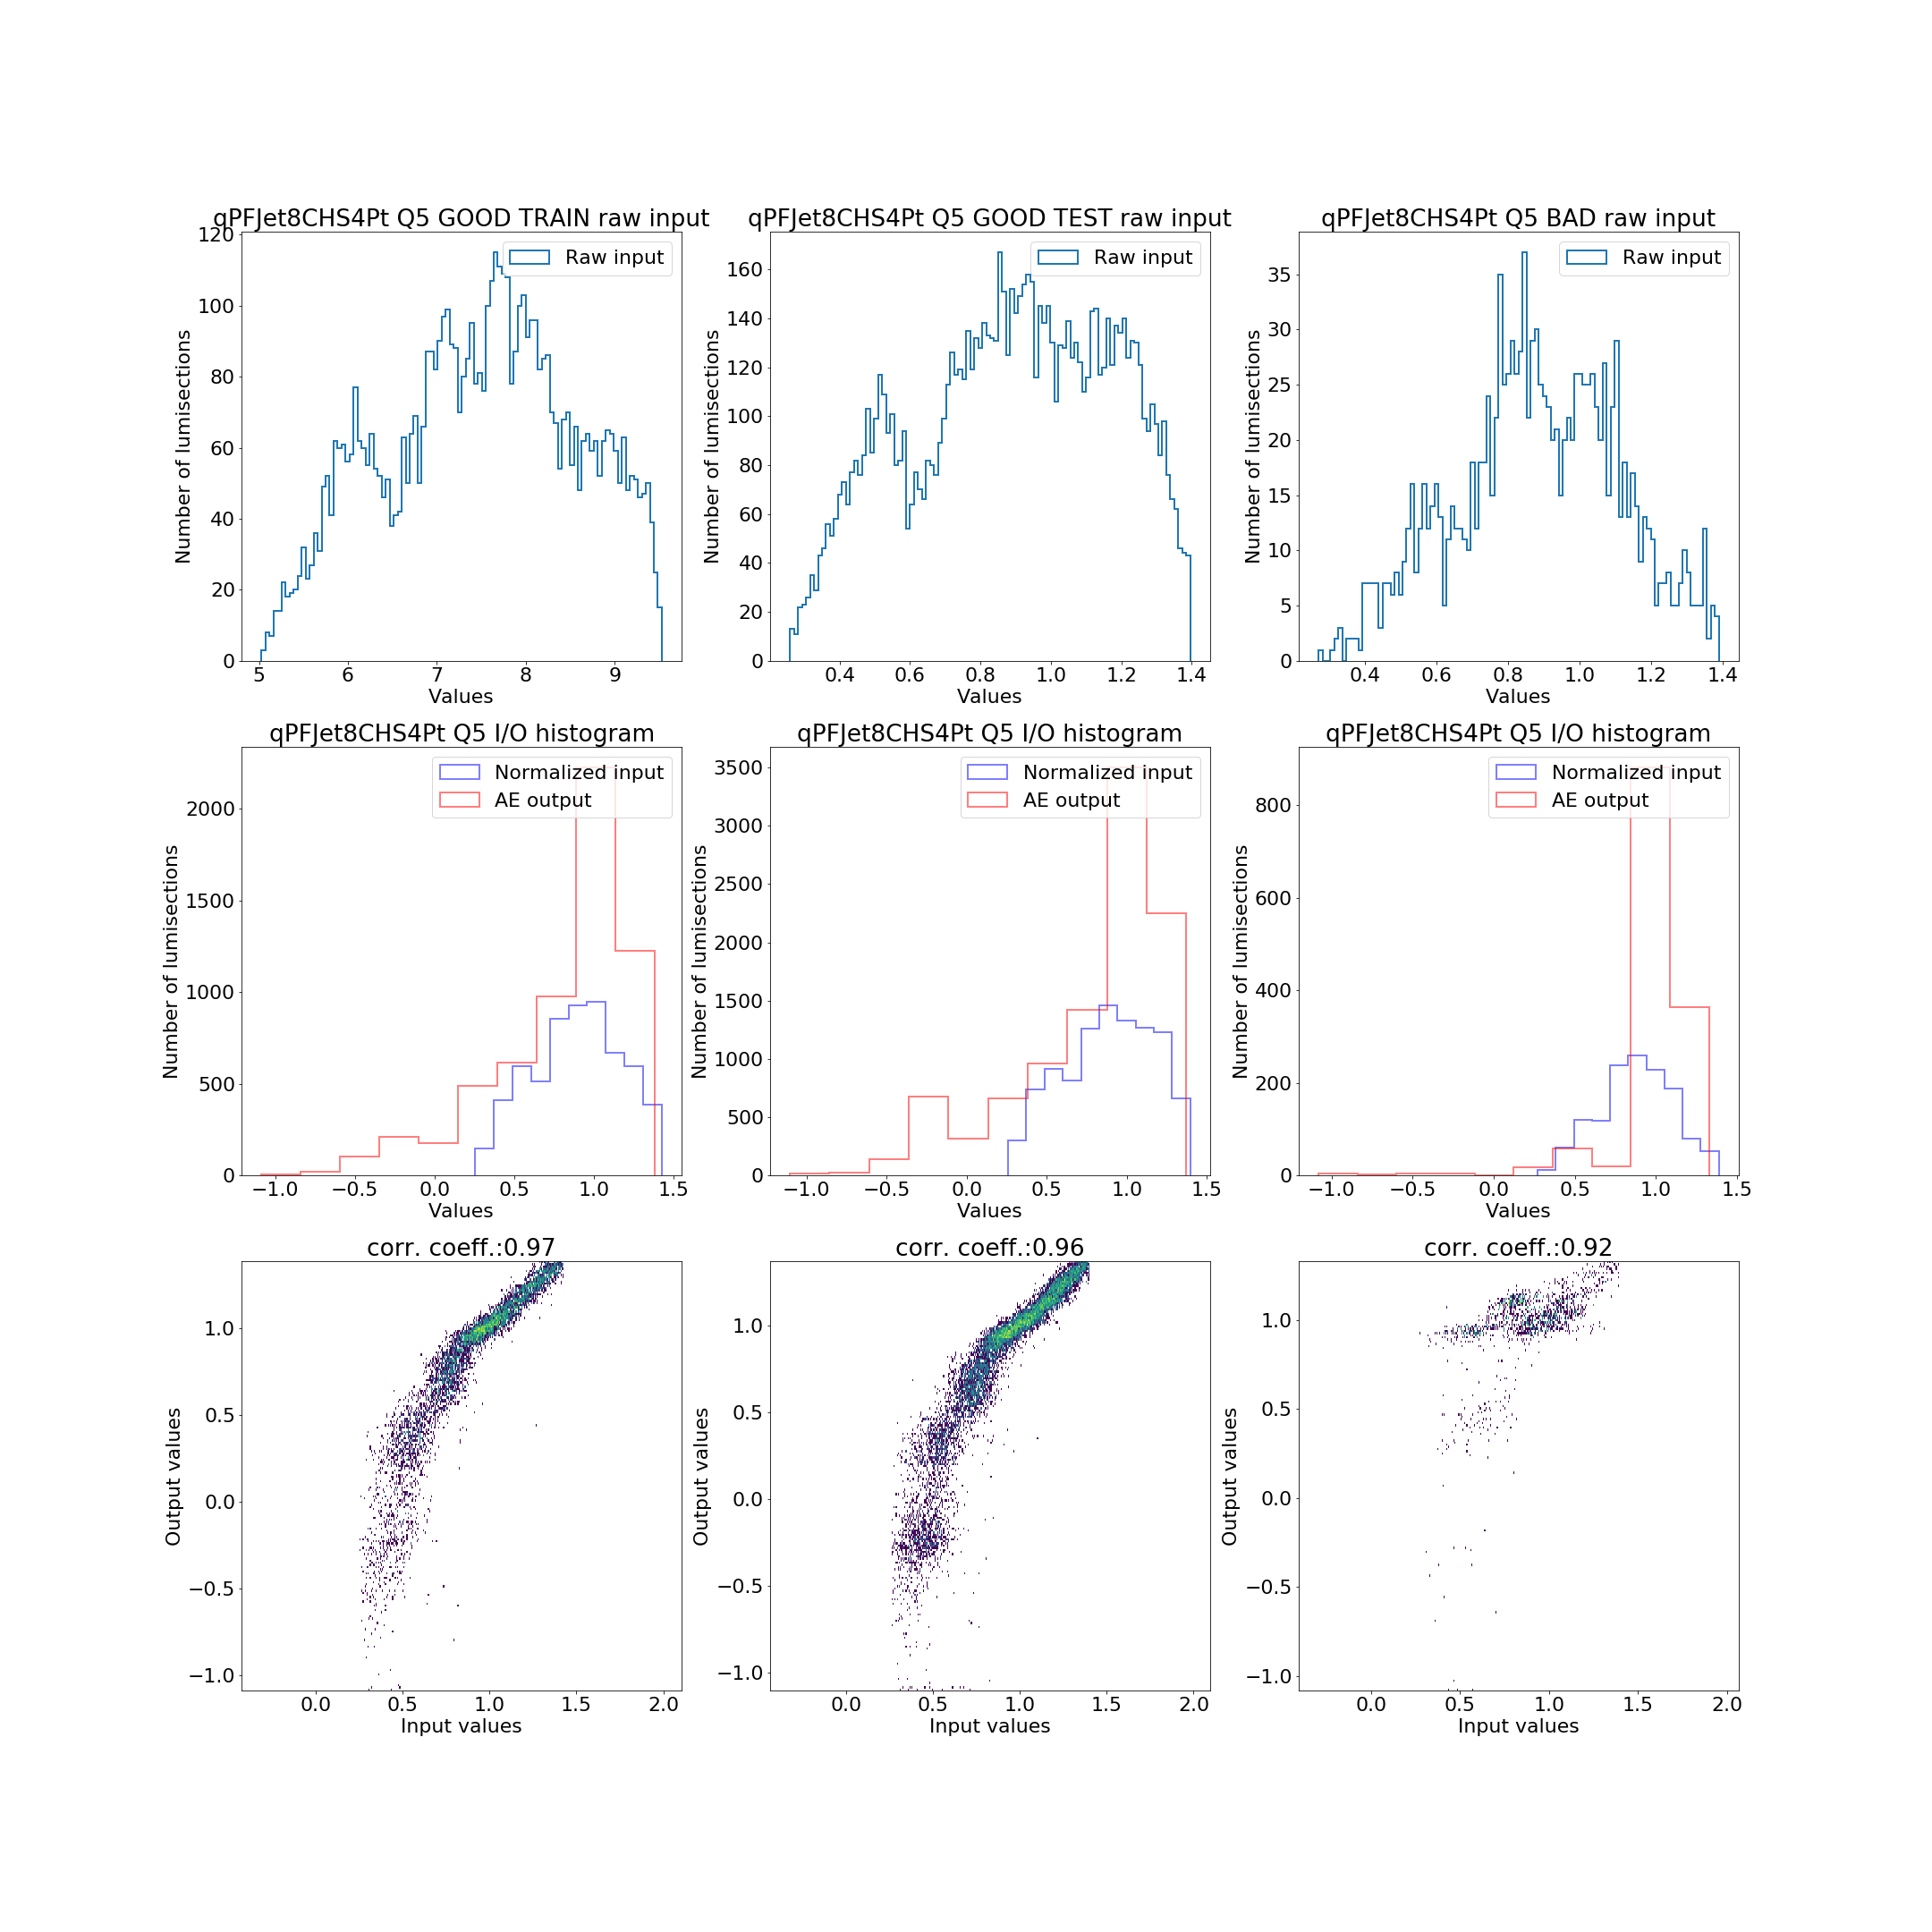 qPFJet8CHS4Pt Q5 GOOD TRAIN raw input
qPFJet8CHS4Pt Q5 GOOD TEST raw input
qPFJet8CHS4Pt Q5 BAD raw input
Number of lumisections
120
100
80
60
40
20
0
Raw input
5 6 7 8 9
Values
Number of lumisections
160
140
120
100
80
60
40
20
0
Raw input
0.4 0.6 0.8 1.0 1.2 1.4
Values
Number of lumisections
35
30
25
20
15
10
5
0
Raw input
0.4 0.6 0.8 1.0 1.2 1.4
Values
qPFJet8CHS4Pt Q5 I/O histogram
qPFJet8CHS4Pt Q5 I/O histogram
qPFJet8CHS4Pt Q5 I/O histogram
Number of lumisections
2000
1500
1000
500
0
Normalized input
AE output
−1.0 −0.5 0.0 0.5 1.0 1.5
Values
Number of lumisections
3500
3000
2500
2000
1500
1000
500
0
Normalized input
AE output
−1.0 −0.5 0.0 0.5 1.0 1.5
Values
Number of lumisections
800
600
400
200
0
Normalized input
AE output
−1.0 −0.5 0.0 0.5 1.0 1.5
Values
corr. coeff.:0.97
corr. coeff.:0.96
corr. coeff.:0.92
Output values
1.0
0.5
0.0
−0.5
−1.0
0.0 0.5 1.0 1.5 2.0
Input values
Output values
1.0
0.5
0.0
−0.5
−1.0
0.0 0.5 1.0 1.5 2.0
Input values
Output values
1.0
0.5
0.0
−0.5
−1.0
0.0 0.5 1.0 1.5 2.0
Input values